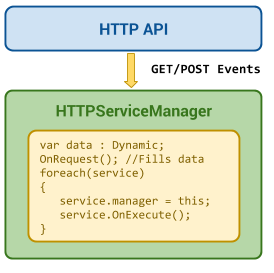 HTTP API
GET/POST Events
HTTPServiceManager
var data : Dynamic;
OnRequest(); //Fills data
foreach(service)
{
   service.manager = this;
   service.OnExecute();
}